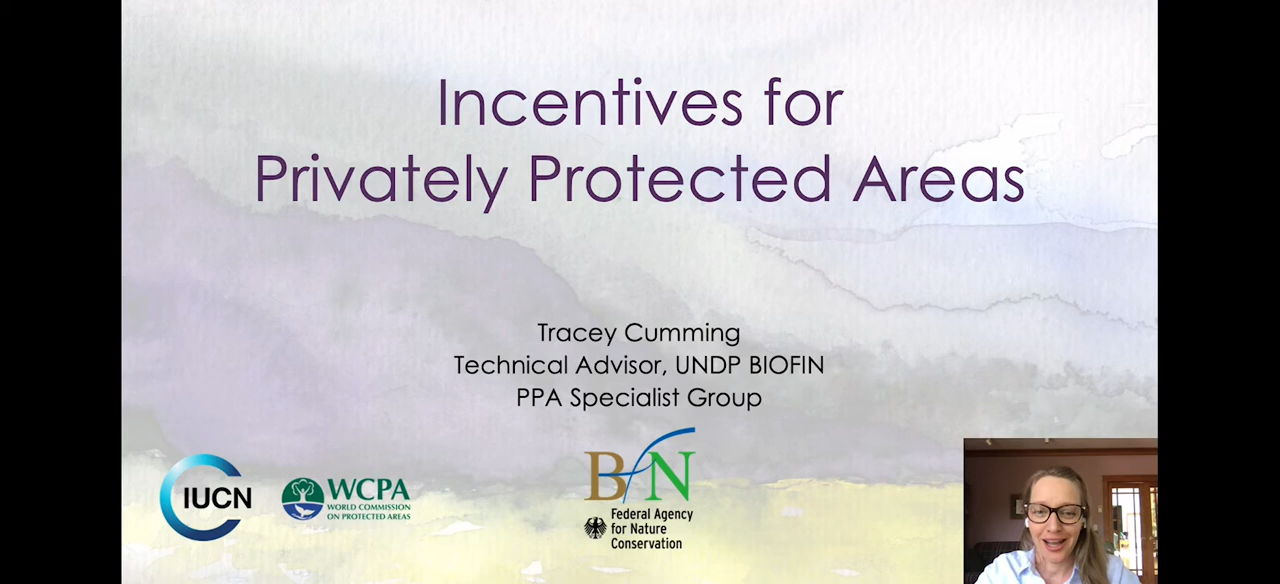 Incentives for
Privately Protected Areas
Tracey Cumming
Technical Advisor, UNDP BIOFIN
PPA Specialist Group
IUCN
WCPA
WORLD COMMISSION
ON PROTECTED AREAS
BfN
Federal Agency
for Nature
Conservation